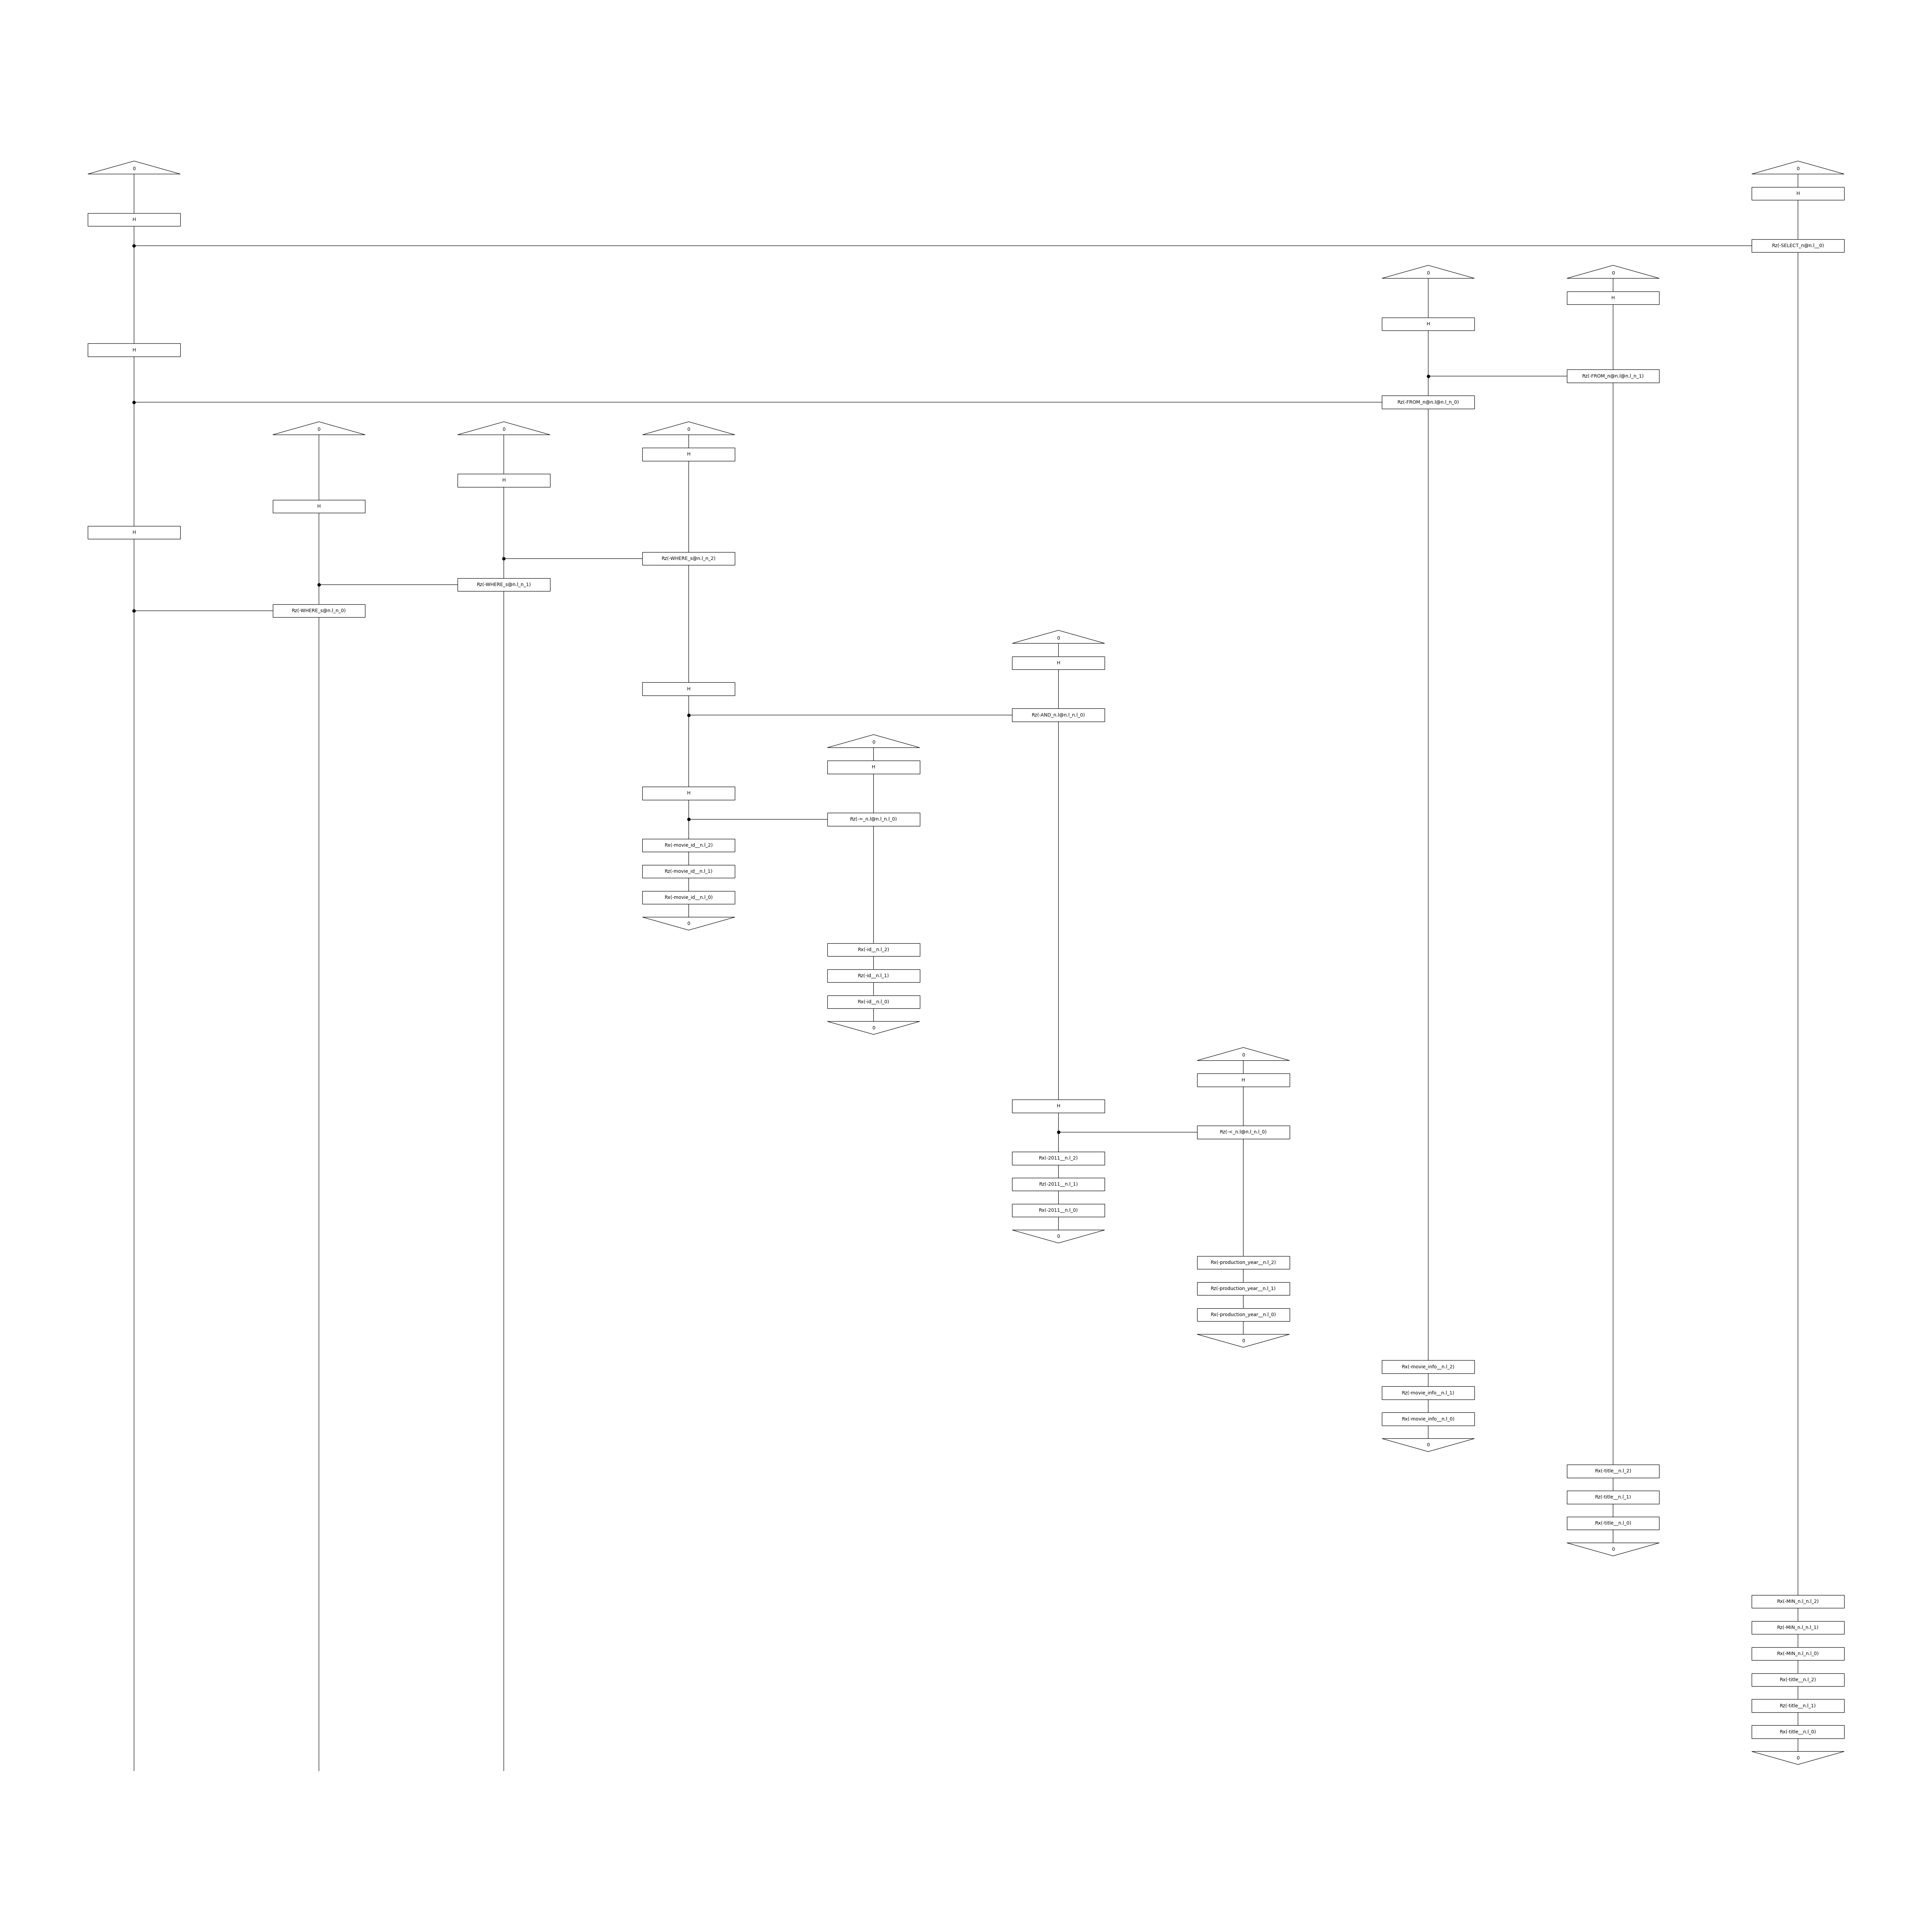 0 0
H
H
Rz(-SELECT_n@n.l__0)
0 0
H
H
H
Rz(-FROM_n@n.l@n.l_n_1)
Rz(-FROM_n@n.l@n.l_n_0)
0 0 0
H
H
H
H
Rz(-WHERE_s@n.l_n_2)
Rz(-WHERE_s@n.l_n_1)
Rz(-WHERE_s@n.l_n_0)
0
H
H
Rz(-AND_n.l@n.l_n.l_0)
0
H
H
Rz(-=_n.l@n.l_n.l_0)
Rx(-movie_id__n.l_2)
Rz(-movie_id__n.l_1)
Rx(-movie_id__n.l_0)
0
Rx(-id__n.l_2)
Rz(-id__n.l_1)
Rx(-id__n.l_0)
0
0
H
H
Rz(-<_n.l@n.l_n.l_0)
Rx(-2011__n.l_2)
Rz(-2011__n.l_1)
Rx(-2011__n.l_0)
0
Rx(-production_year__n.l_2)
Rz(-production_year__n.l_1)
Rx(-production_year__n.l_0)
0
Rx(-movie_info__n.l_2)
Rz(-movie_info__n.l_1)
Rx(-movie_info__n.l_0)
0
Rx(-title__n.l_2)
Rz(-title__n.l_1)
Rx(-title__n.l_0)
0
Rx(-MIN_n.l_n.l_2)
Rz(-MIN_n.l_n.l_1)
Rx(-MIN_n.l_n.l_0)
Rx(-title__n.l_2)
Rz(-title__n.l_1)
Rx(-title__n.l_0)
0